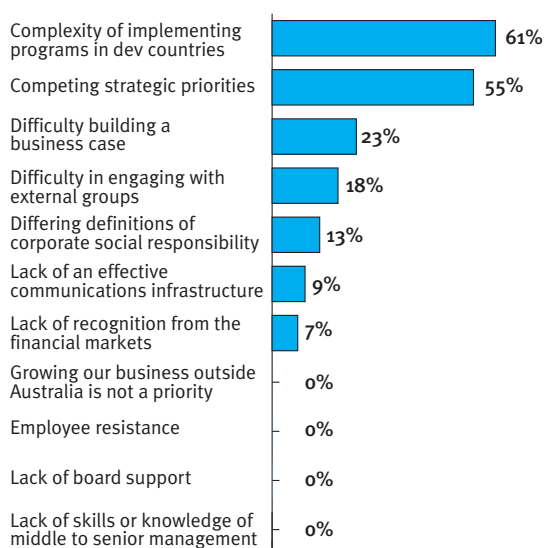 Complexity of implementing
programs in dev countries
61%
Competing strategic priorities
55%
Difficulty building a
business case
23%
Difficulty in engaging with
external groups
18%
Differing definitions of
corporate social responsibility
13%
Lack of an effective
communications infrastructure
9%
Lack of recognition from the
financial markets
7%
Growing our business outside
Australia is not a priority
0%
Employee resistance
0%
Lack of board support
0%
Lack of skills or knowledge of
middle to senior management
0%